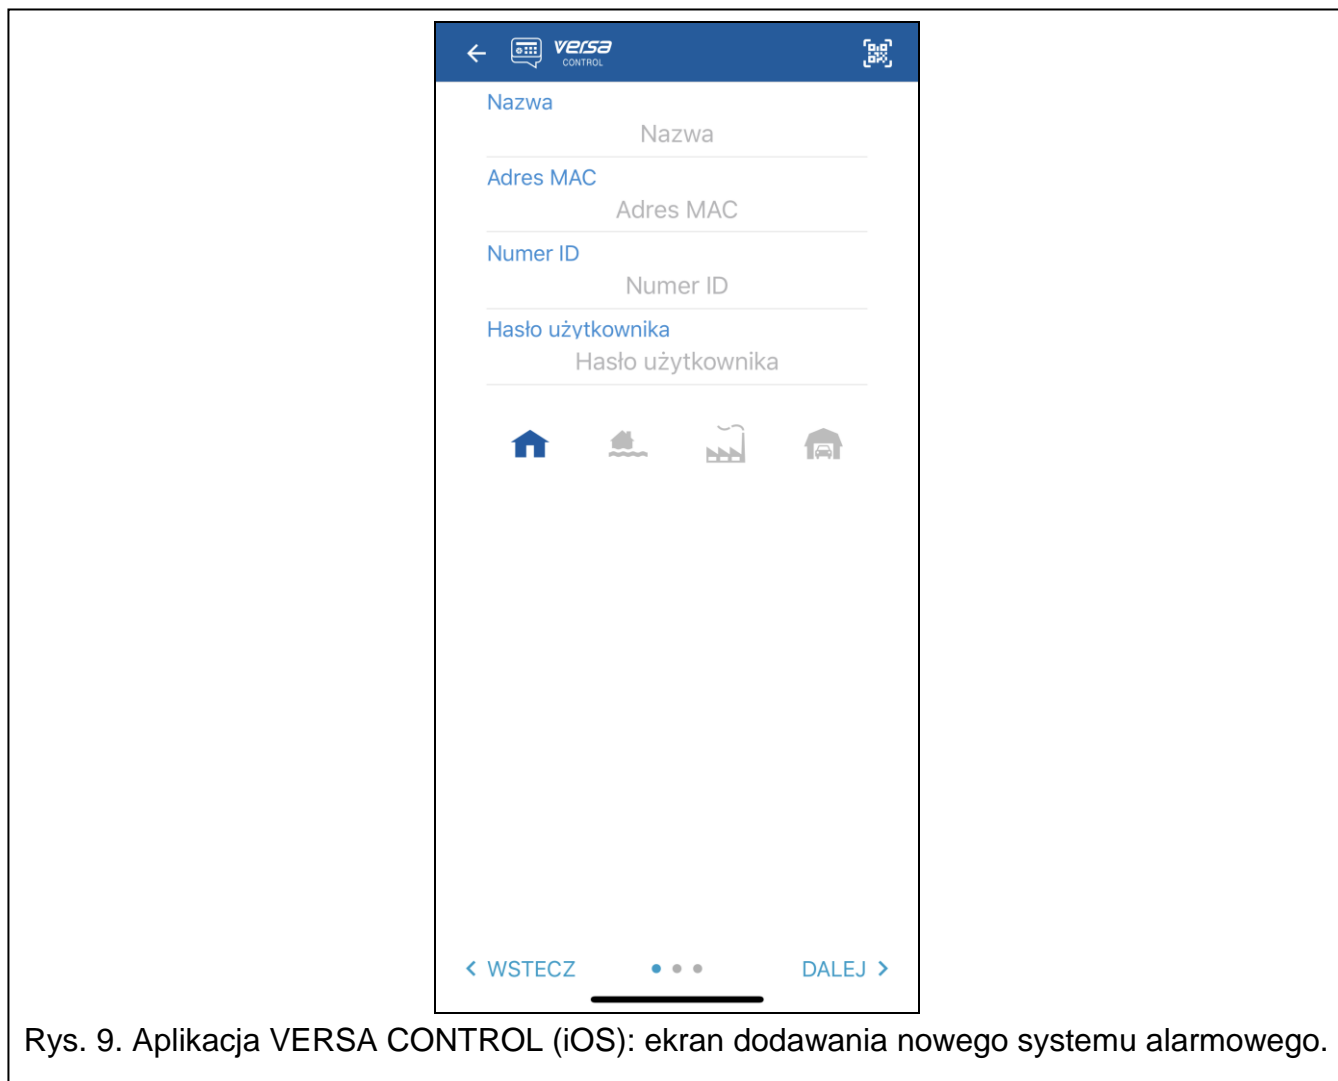 versa
CONTROL
Nazwa
Nazwa
Adres MAC
Adres MAC
Numer ID
Numer ID
Hasło użytkownika
Hasło użytkownika
WSTECZ
DALEJ
Rys. 9. Aplikacja VERSA CONTROL (iOS): ekran dodawania nowego systemu alarmowego.